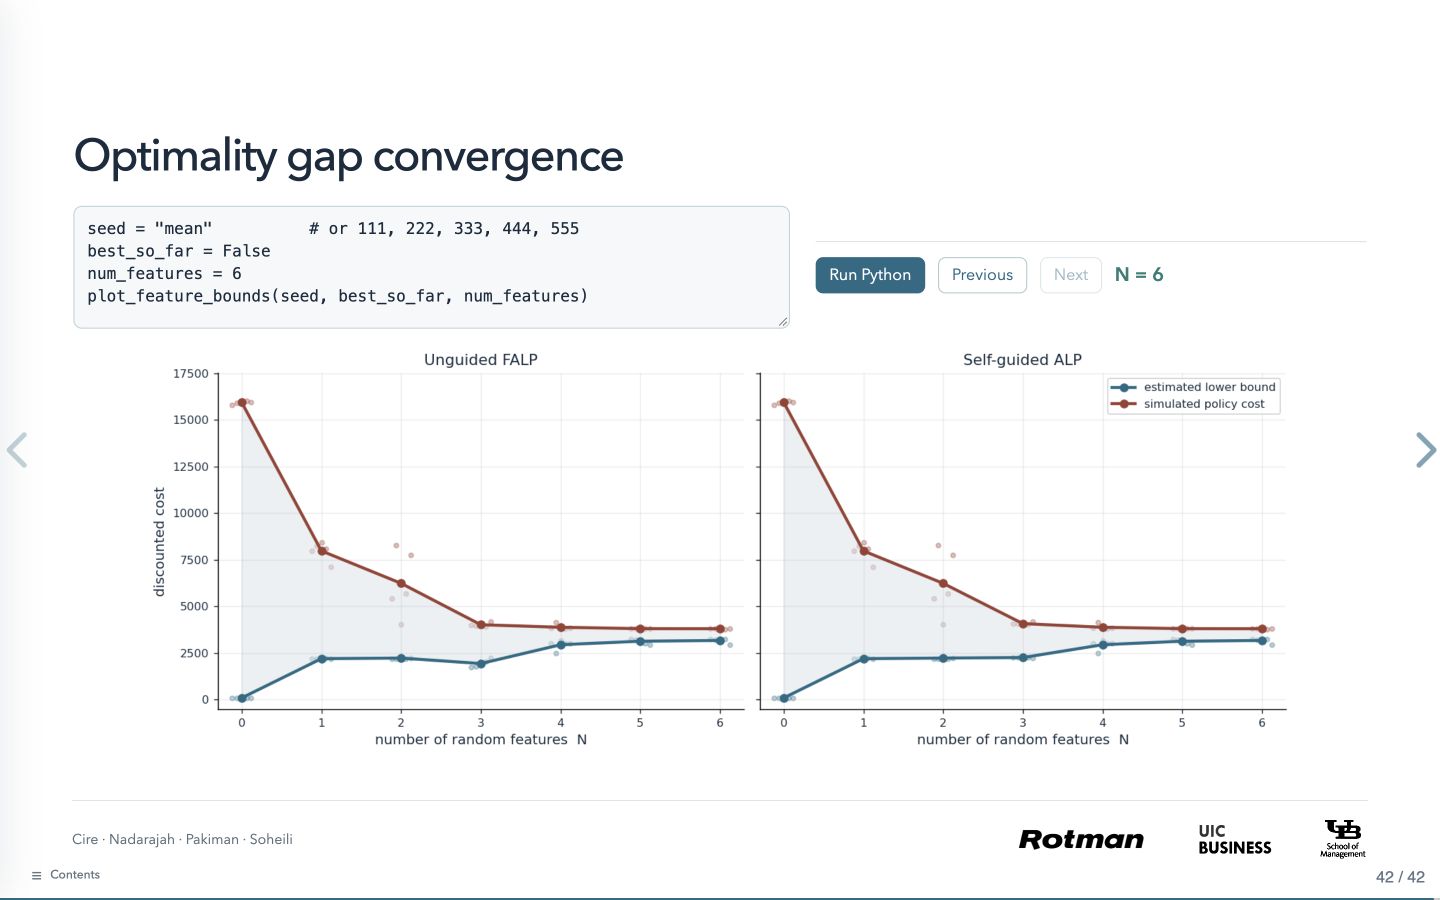 Optimality gap convergence
seed = "mean"          # or 111, 222, 333, 444, 555
best_so_far = False
num_features = 6
plot_feature_bounds(seed, best_so_far, num_features)
Run Python
Previous
Next
N = 6
Unguided FALP
17500
15000
12500
10000
7500
5000
2500
0
discounted cost
0 1 2 3 4 5 6
number of random features N
Self-guided ALP
estimated lower bound
simulated policy cost
0 1 2 3 4 5 6
number of random features N
Cire · Nadarajah · Pakiman · Soheili
Rotman
UIC
BUSINESS
UB
School of
Management
≡ Contents
42 / 42